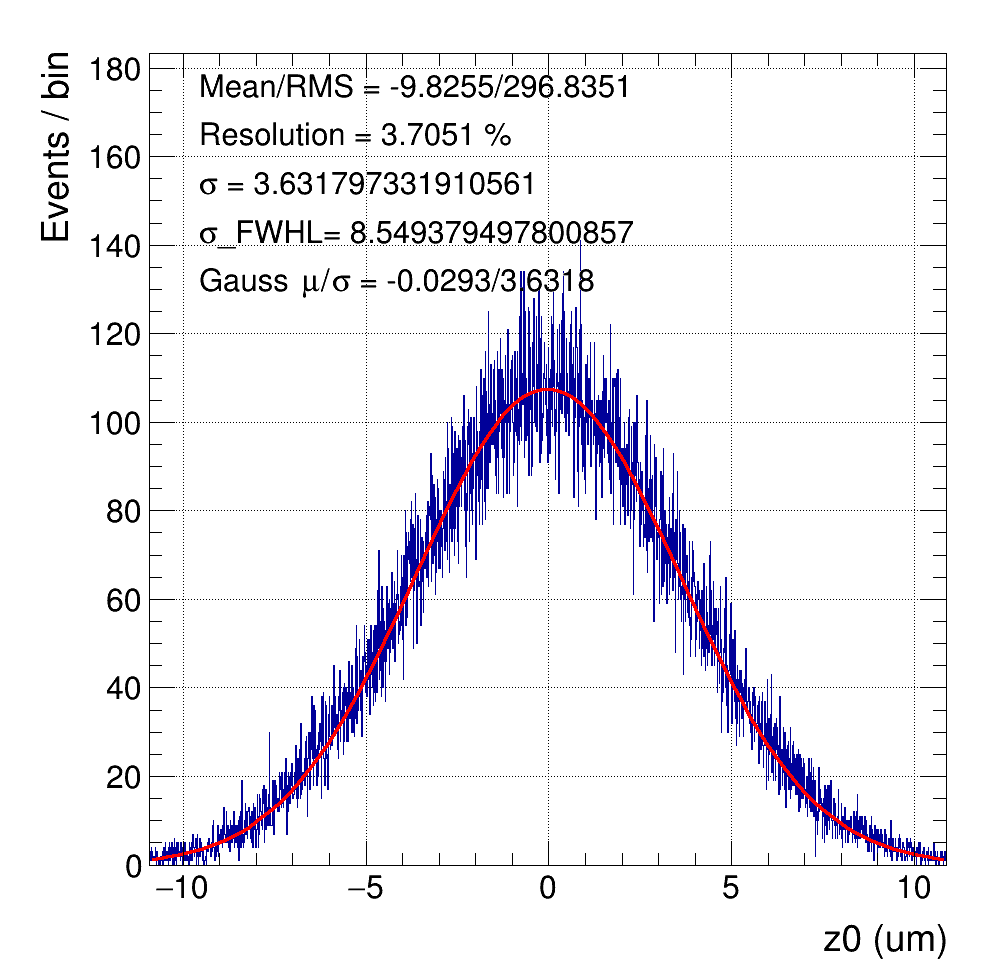 Events / bin
180
Mean/RMS = -9.8255/296.8351
Resolution = 3.7051 %
160
σ = 3.631797331910561
σ_FWHL= 8.549379497800857
140
Gauss μ/σ = -0.0293/3.6318
120
100
80
60
40
20
0
−10 −5 0 5 10
z0 (um)